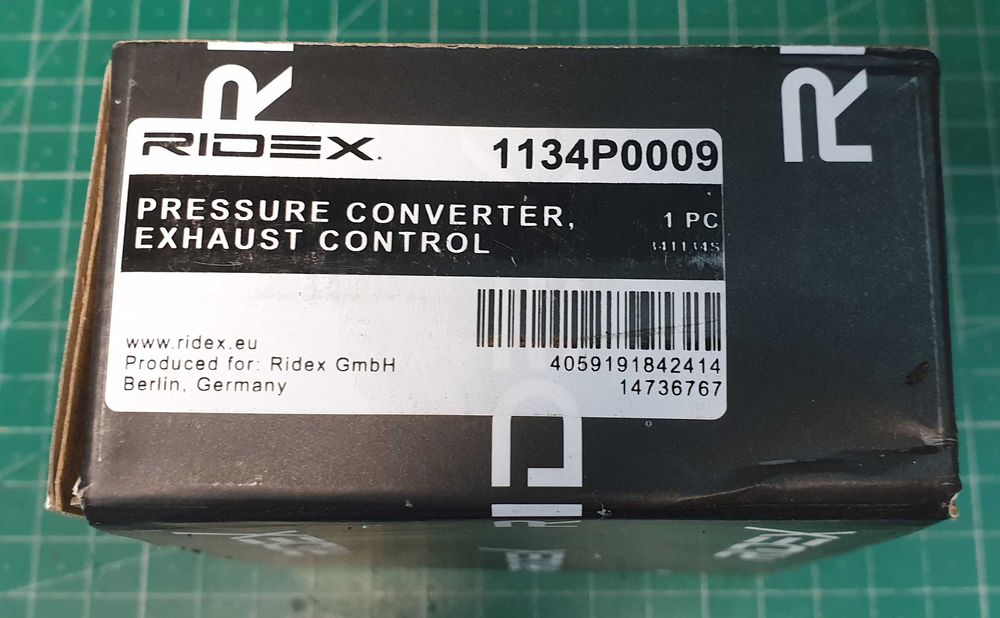 RIDEX 1134P0009
PRESSURE CONVERTER, 1 PC
EXHAUST CONTROL
www.ridex.eu
Produced for: Ridex GmbH
Berlin, Germany
4059191842414
14736767